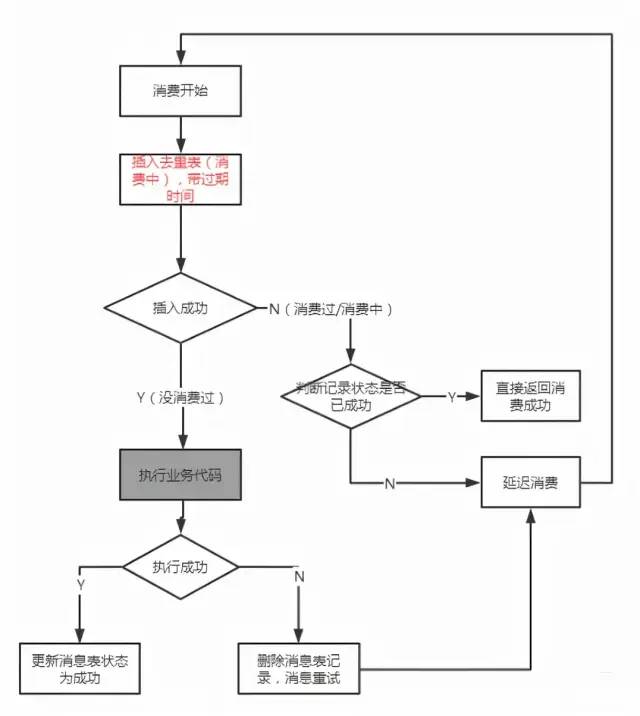 消费开始
插入去重表（消
费中），带过期
时间
插入成功
N（消费过/消费中）
判断记录状态是否
已成功
Y
直接返回消
费成功
Y（没消费过）
执行业务代码
N
延迟消费
执行成功
Y
N
更新消息表状态
为成功
删除消息表记
录，消息重试